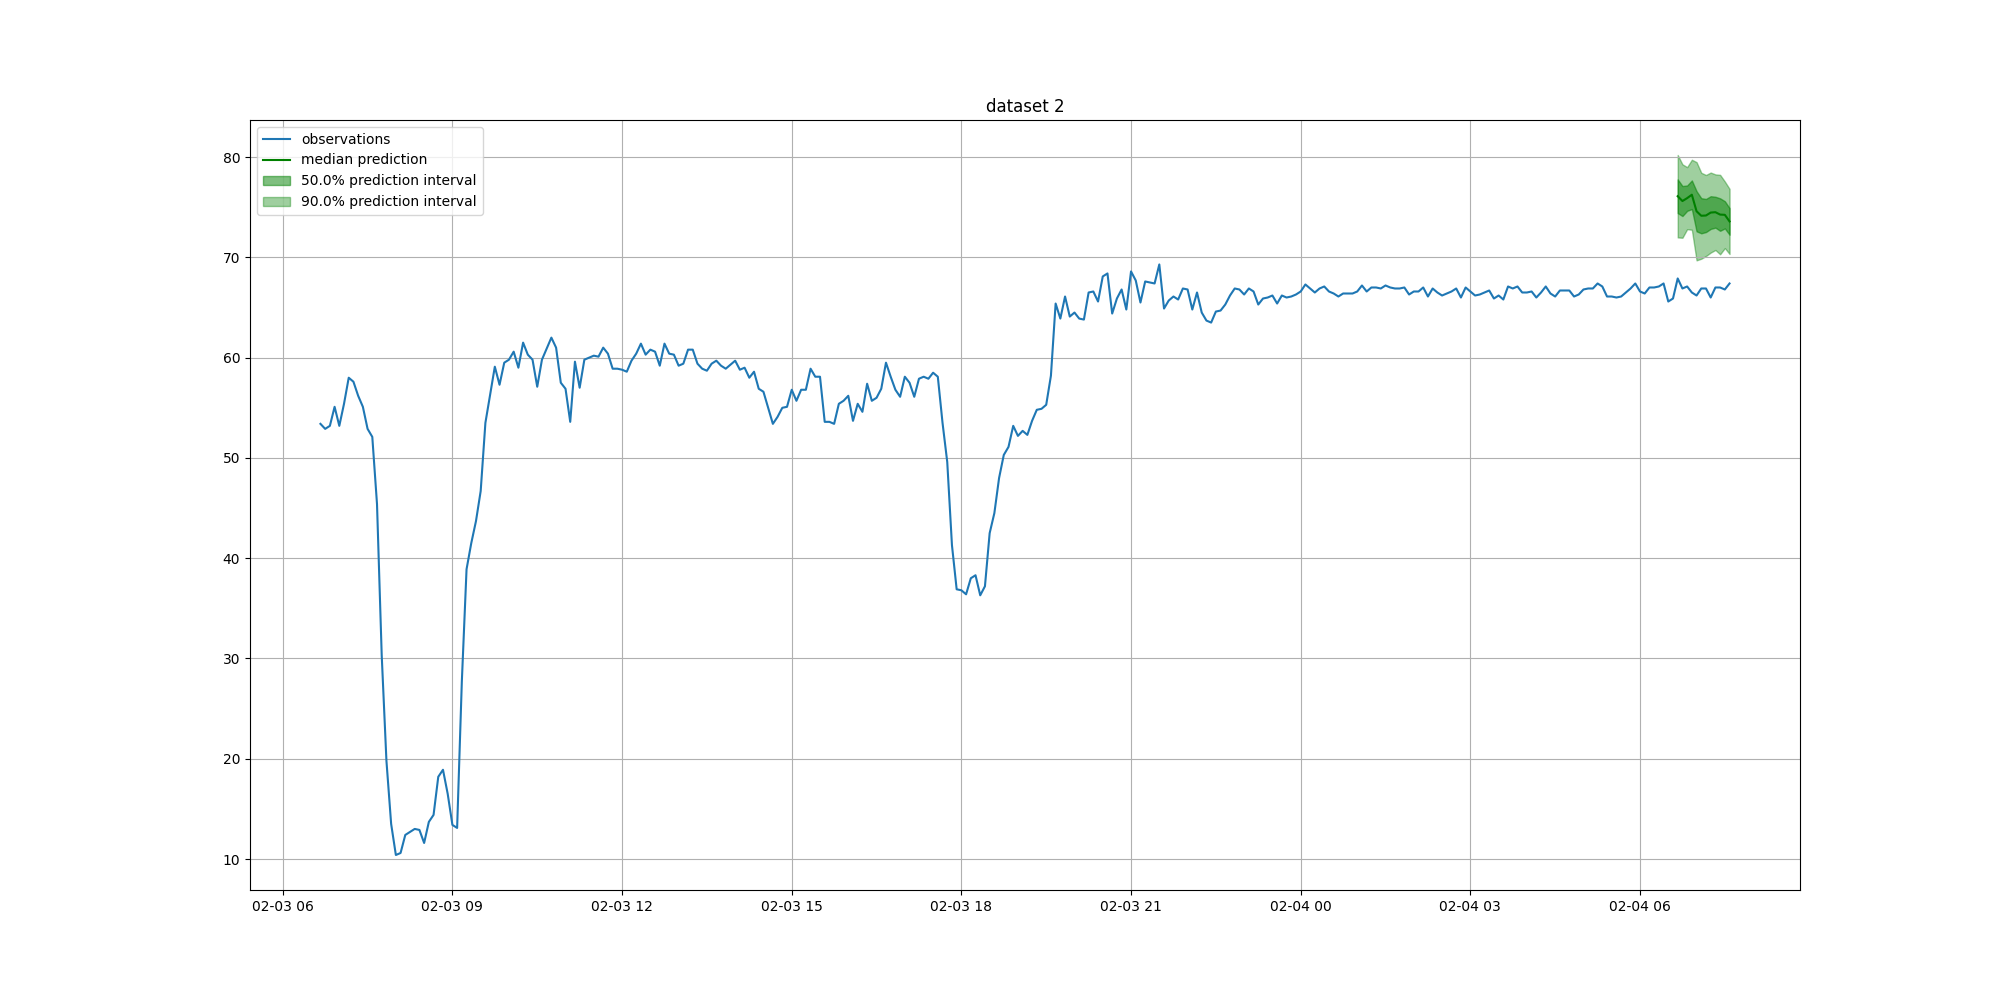 dataset 2
observations
median prediction
50.0% prediction interval
90.0% prediction interval
80
70
60
50
40
30
20
10
02-03 06 02-03 09 02-03 12 02-03 15 02-03 18 02-03 21 02-04 00 02-04 03 02-04 06